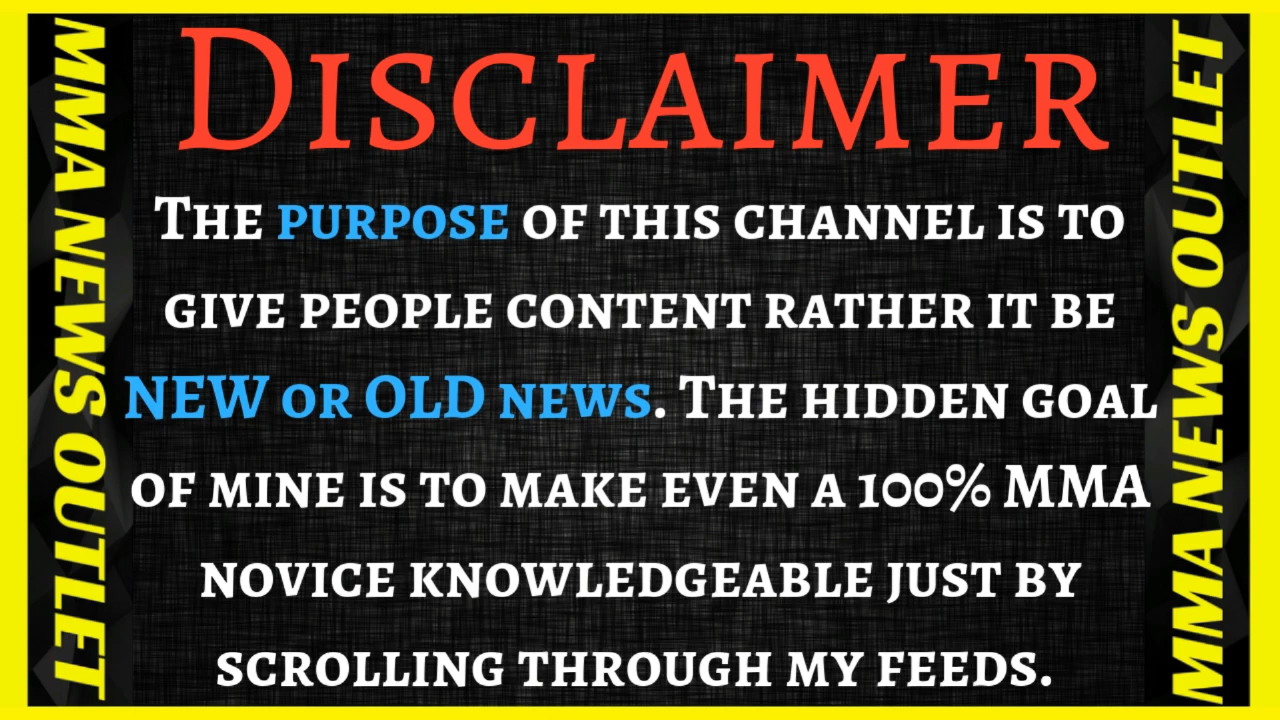 Disclaimer
The purpose of this channel is to
give people content rather it be
NEW or OLD news. The hidden goal
of mine is to make even a 100% MMA
novice knowledgeable just by
scrolling through my feeds.
MMA NEWS OUTLET
MMA NEWS OUTLET